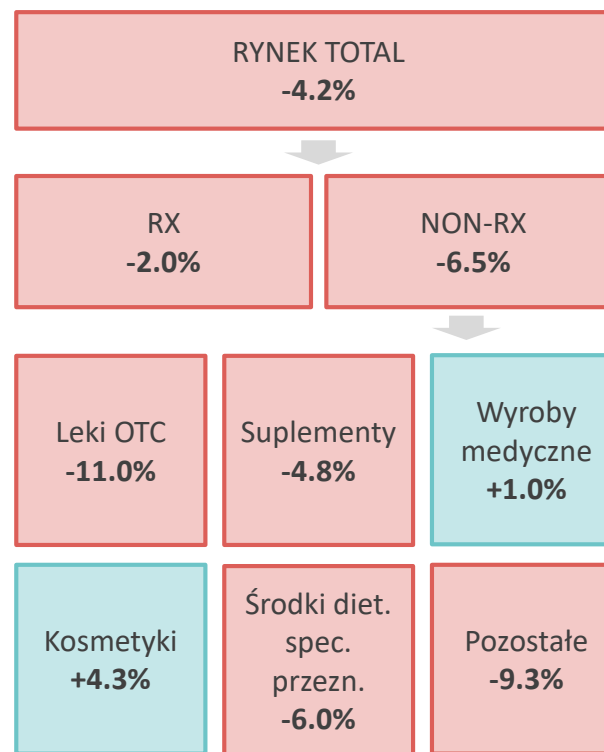 RYNEK TOTAL
-4.2%
RX
-2.0%
NON-RX
-6.5%
Leki OTC
-11.0%
Suplementy
-4.8%
Wyroby
medyczne
+1.0%
Kosmetyki
+4.3%
Środki diet.
spec.
przezn.
-6.0%
Pozostałe
-9.3%